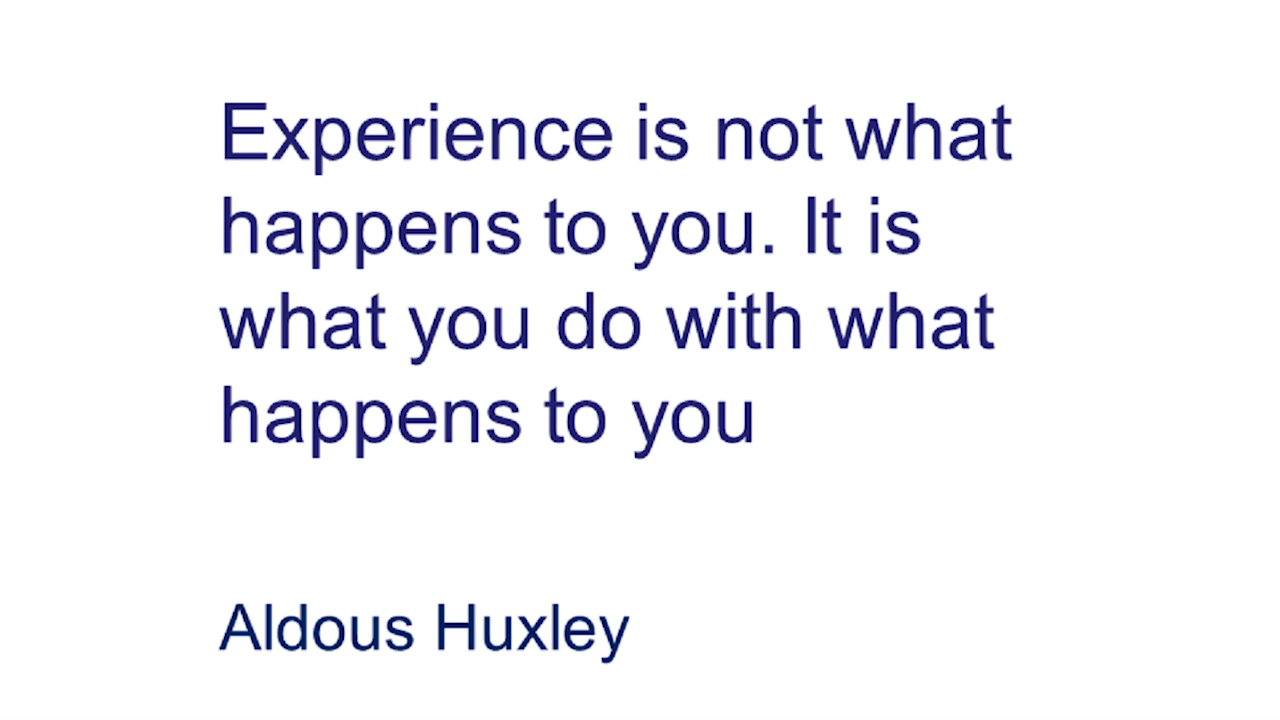 Experience is not what
happens to you. It is
what you do with what
happens to you
Aldous Huxley